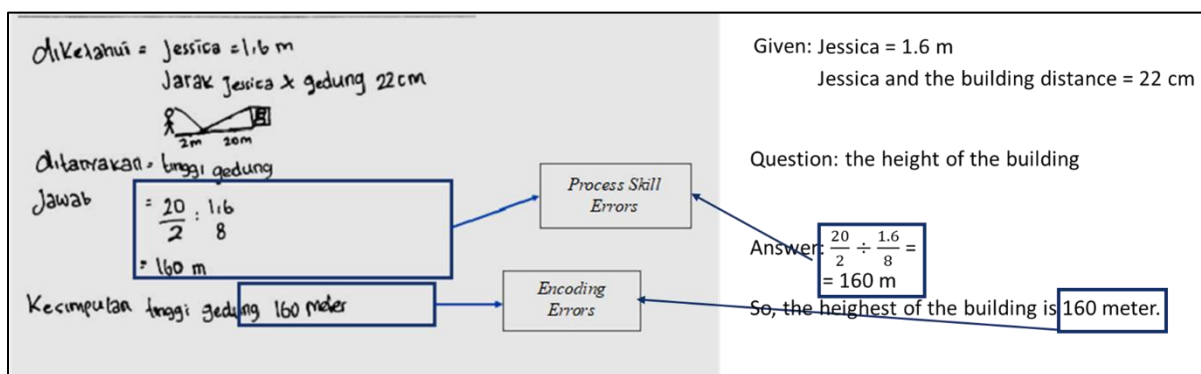 diketahui = Jessica = 1,6 m
Jarak Jessica x gedung 22 cm
2m 20m
ditanyakan = tinggi gedung
Jawab
= 20/2 : 1,6/8
= 160 m
Kecimpulan tinggi gedung 160 meter
Process Skill
Errors
Encoding
Errors
Given: Jessica = 1.6 m
Jessica and the building distance = 22 cm
Question: the height of the building
Answer: 20/2 ÷ 1.6/8 =
= 160 m
So, the heighest of the building is 160 meter.